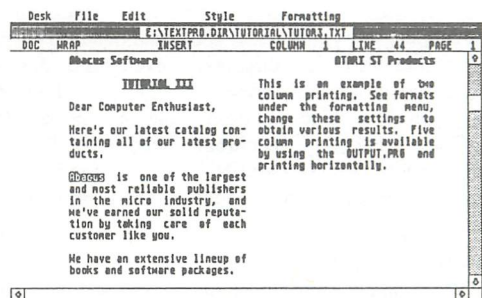 Desk File Edit Style Formatting
E:\TEXTPRO.DIR\TUTORIAL\TUTOR3.TXT
DOC WRAP INSERT COLUMN 1 LINE 44 PAGE 1
Abacus Software ATARI ST Products
TUTORIAL III
Dear Computer Enthusiast,
Here's our latest catalog con-
taining all of our latest pro-
ducts.
Abacus is one of the largest
and most reliable publishers
in the micro industry, and
we've earned our solid reputa-
tion by taking care of each
customer like you.
We have an extensive lineup of
books and software packages.
This is an example of two
column printing. See formats
under the formatting menu,
change these settings to
obtain various results. Five
column printing is available
by using the OUTPUT.PRG and
printing horizontally.